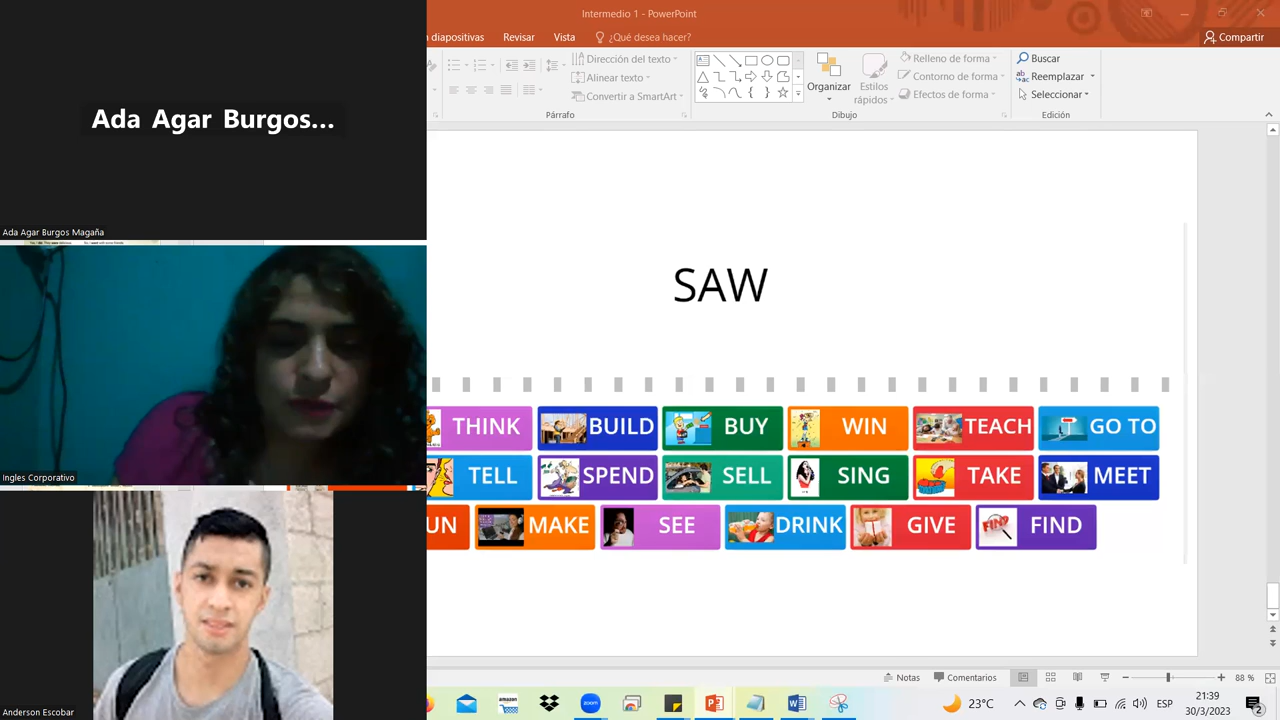 Ada Agar Burgos...
Ada Agar Burgos Magaña
Ingles Corporativo
Anderson Escobar
Intermedio 1 - PowerPoint
n diapositivas Revisar Vista ¿Qué desea hacer? Compartir
Dirección del texto
Alinear texto
Convertir a SmartArt
Párrafo
Organizar
Estilos
rápidos
Relleno de forma
Contorno de forma
Efectos de forma
Dibujo
Buscar
Reemplazar
Seleccionar
Edición
SAW
THINK BUILD BUY WIN TEACH GO TO
TELL SPEND SELL SING TAKE MEET
UN MAKE SEE DRINK GIVE FIND
Notas Comentarios 88 %
23°C ESP 21:35
30/3/2023 2